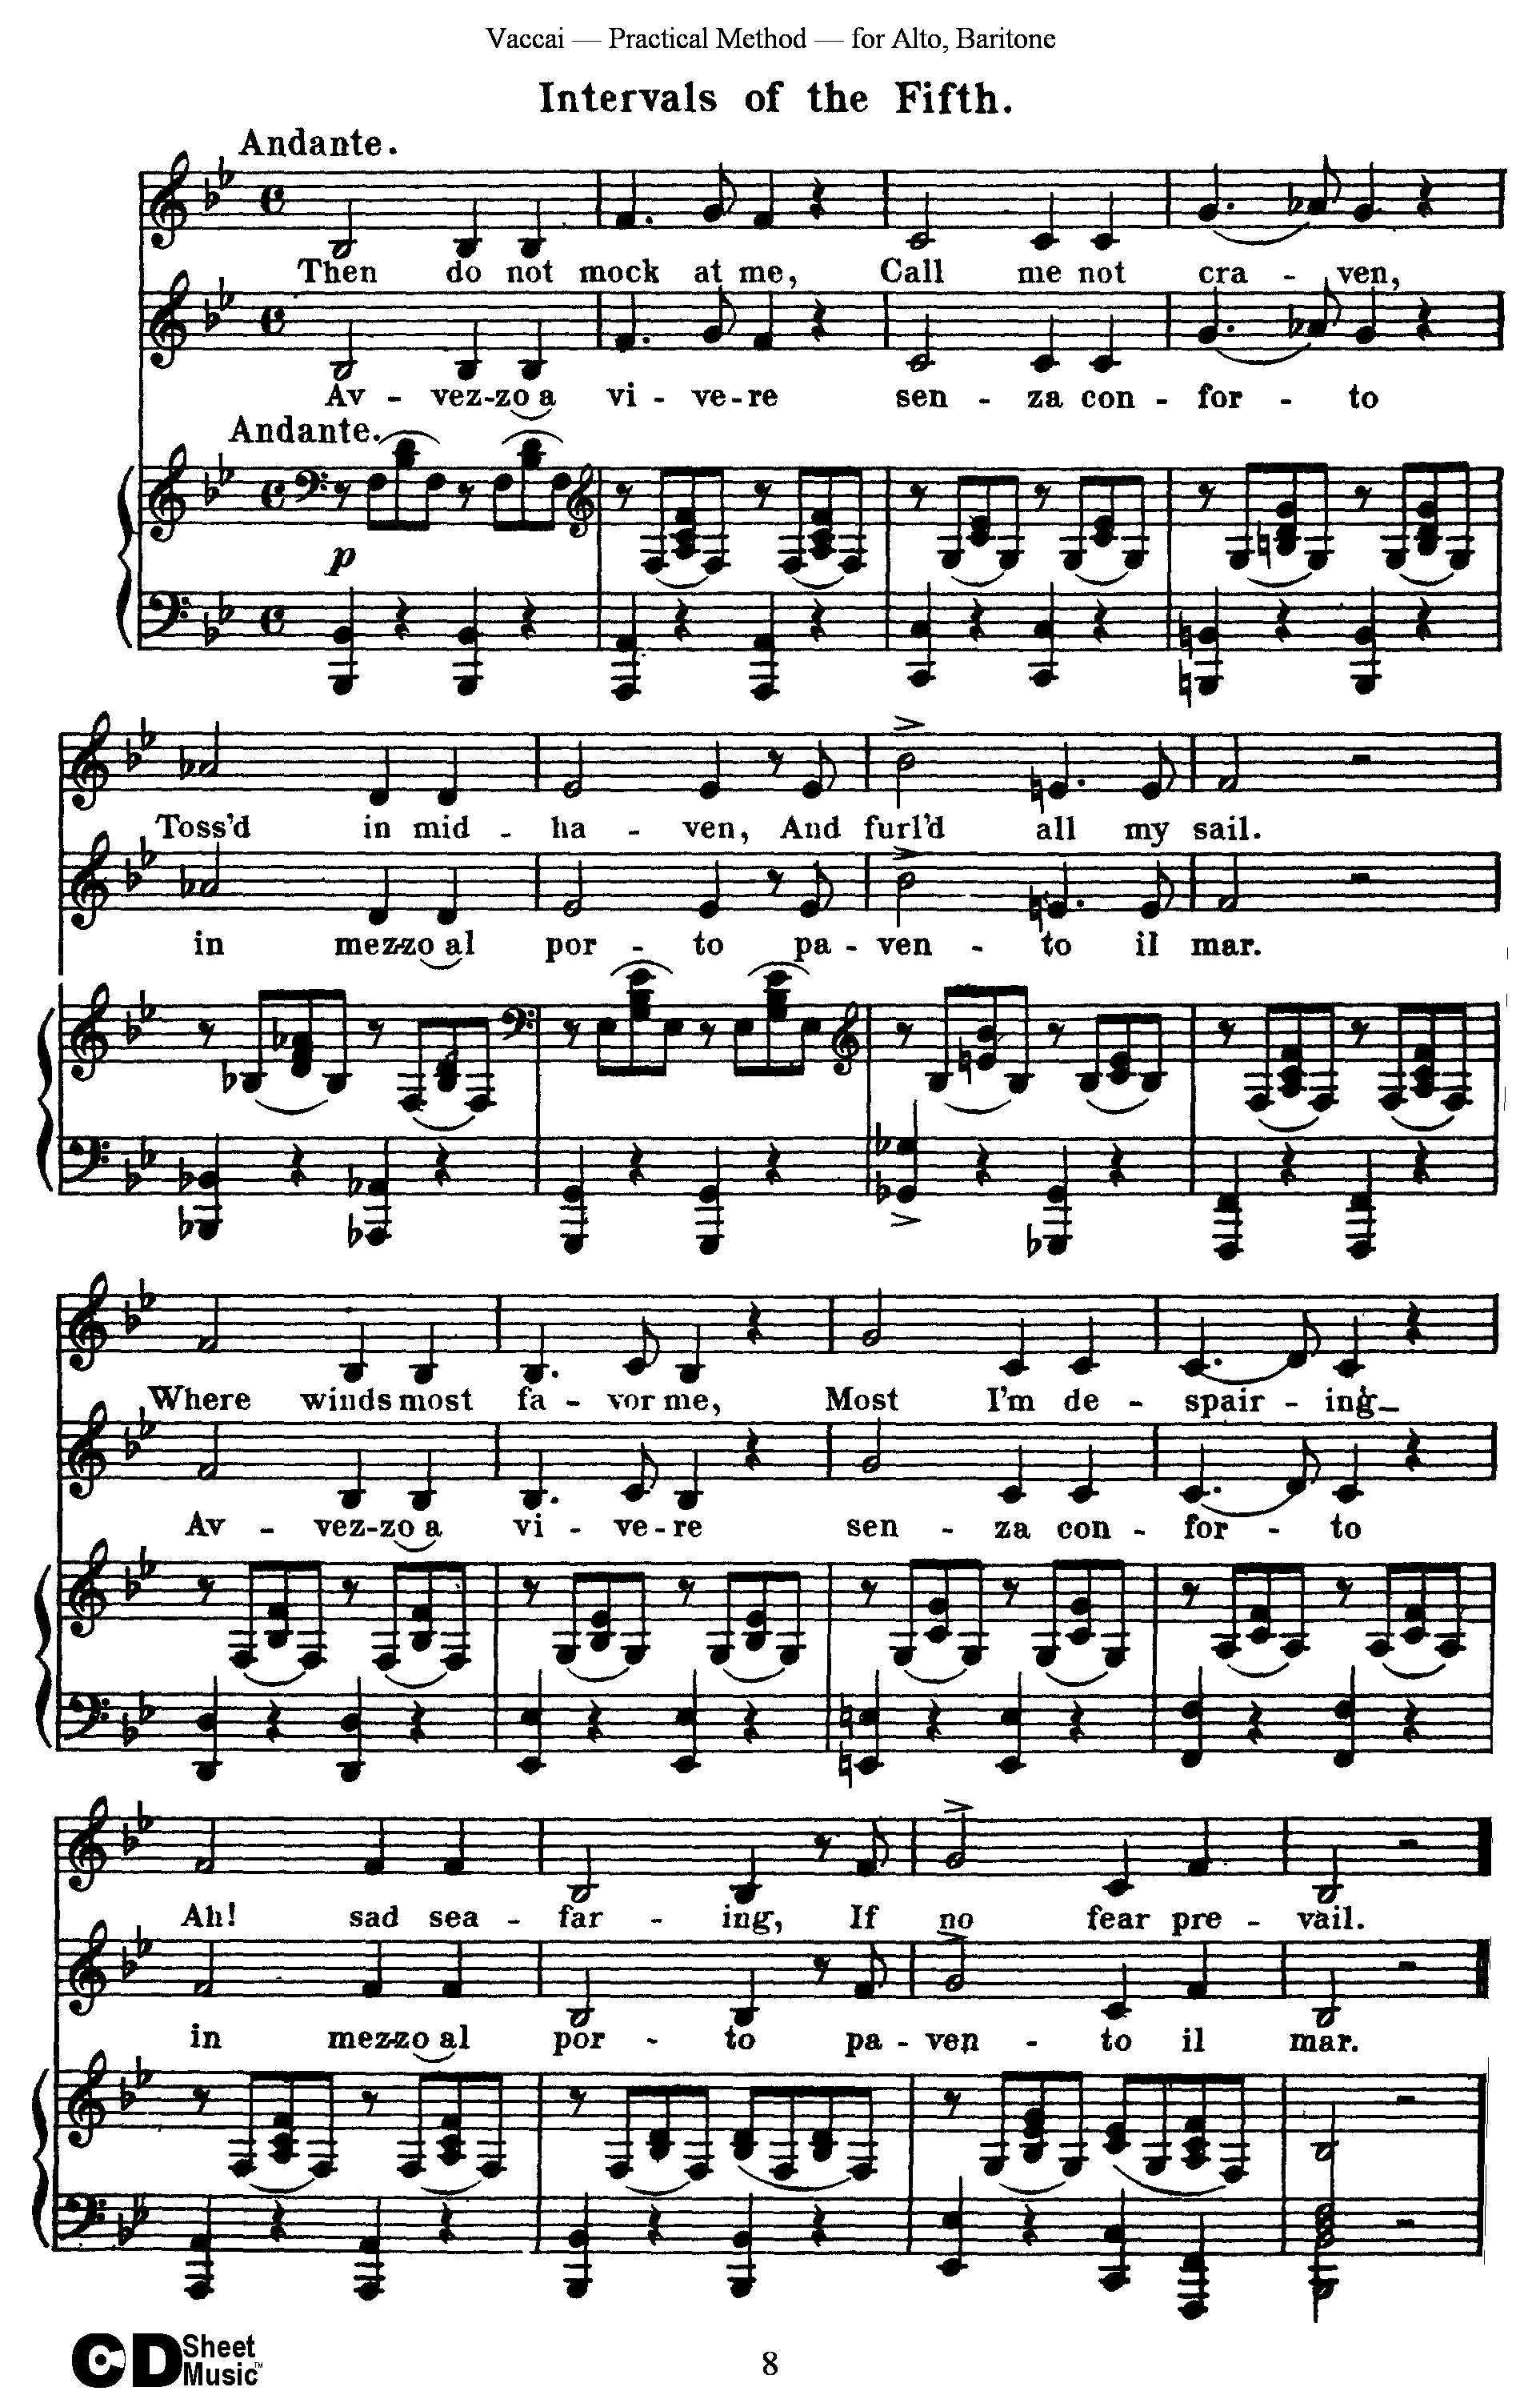 Vaccai — Practical Method — for Alto, Baritone
Intervals of the Fifth.
Andante.
Then do not mock at me, Call me not cra - ven,
Av - vez-zo a vi - ve-re sen - za con - for - to
Andante.
p
Toss'd in mid - ha - ven, And furl'd all my sail.
in mez-zo al por - to pa - ven - to il mar.
Where winds most fa - vor me, Most I'm de - spair - ing
Av - vez-zo a vi - ve-re sen - za con - for - to
Ah! sad sea - far - ing, If no fear pre - vail.
in mez-zo al por - to pa - ven - to il mar.
CD Sheet Music™
8